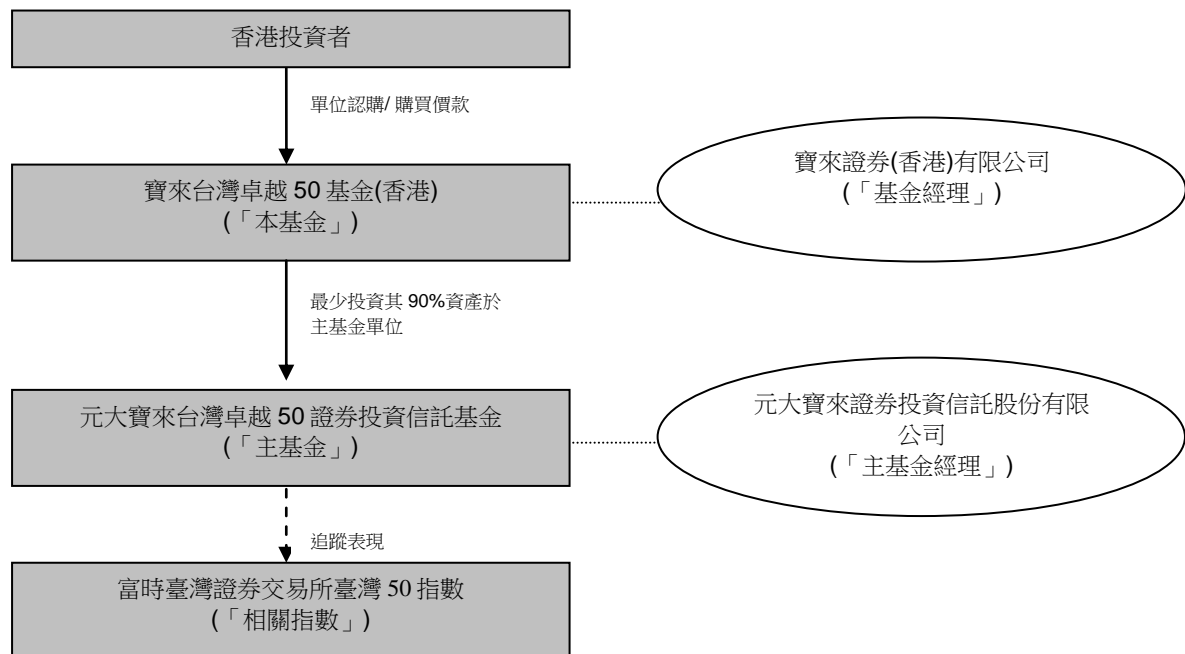 香港投資者
單位認購/ 購買價款
寶來台灣卓越 50 基金(香港)
(「本基金」)
寶來證券(香港)有限公司
(「基金經理」)
最少投資其 90%資產於
主基金單位
元大寶來台灣卓越 50 證券投資信託基金
(「主基金」)
元大寶來證券投資信託股份有限
公司
(「主基金經理」)
追蹤表現
富時臺灣證券交易所臺灣 50 指數
(「相關指數」)